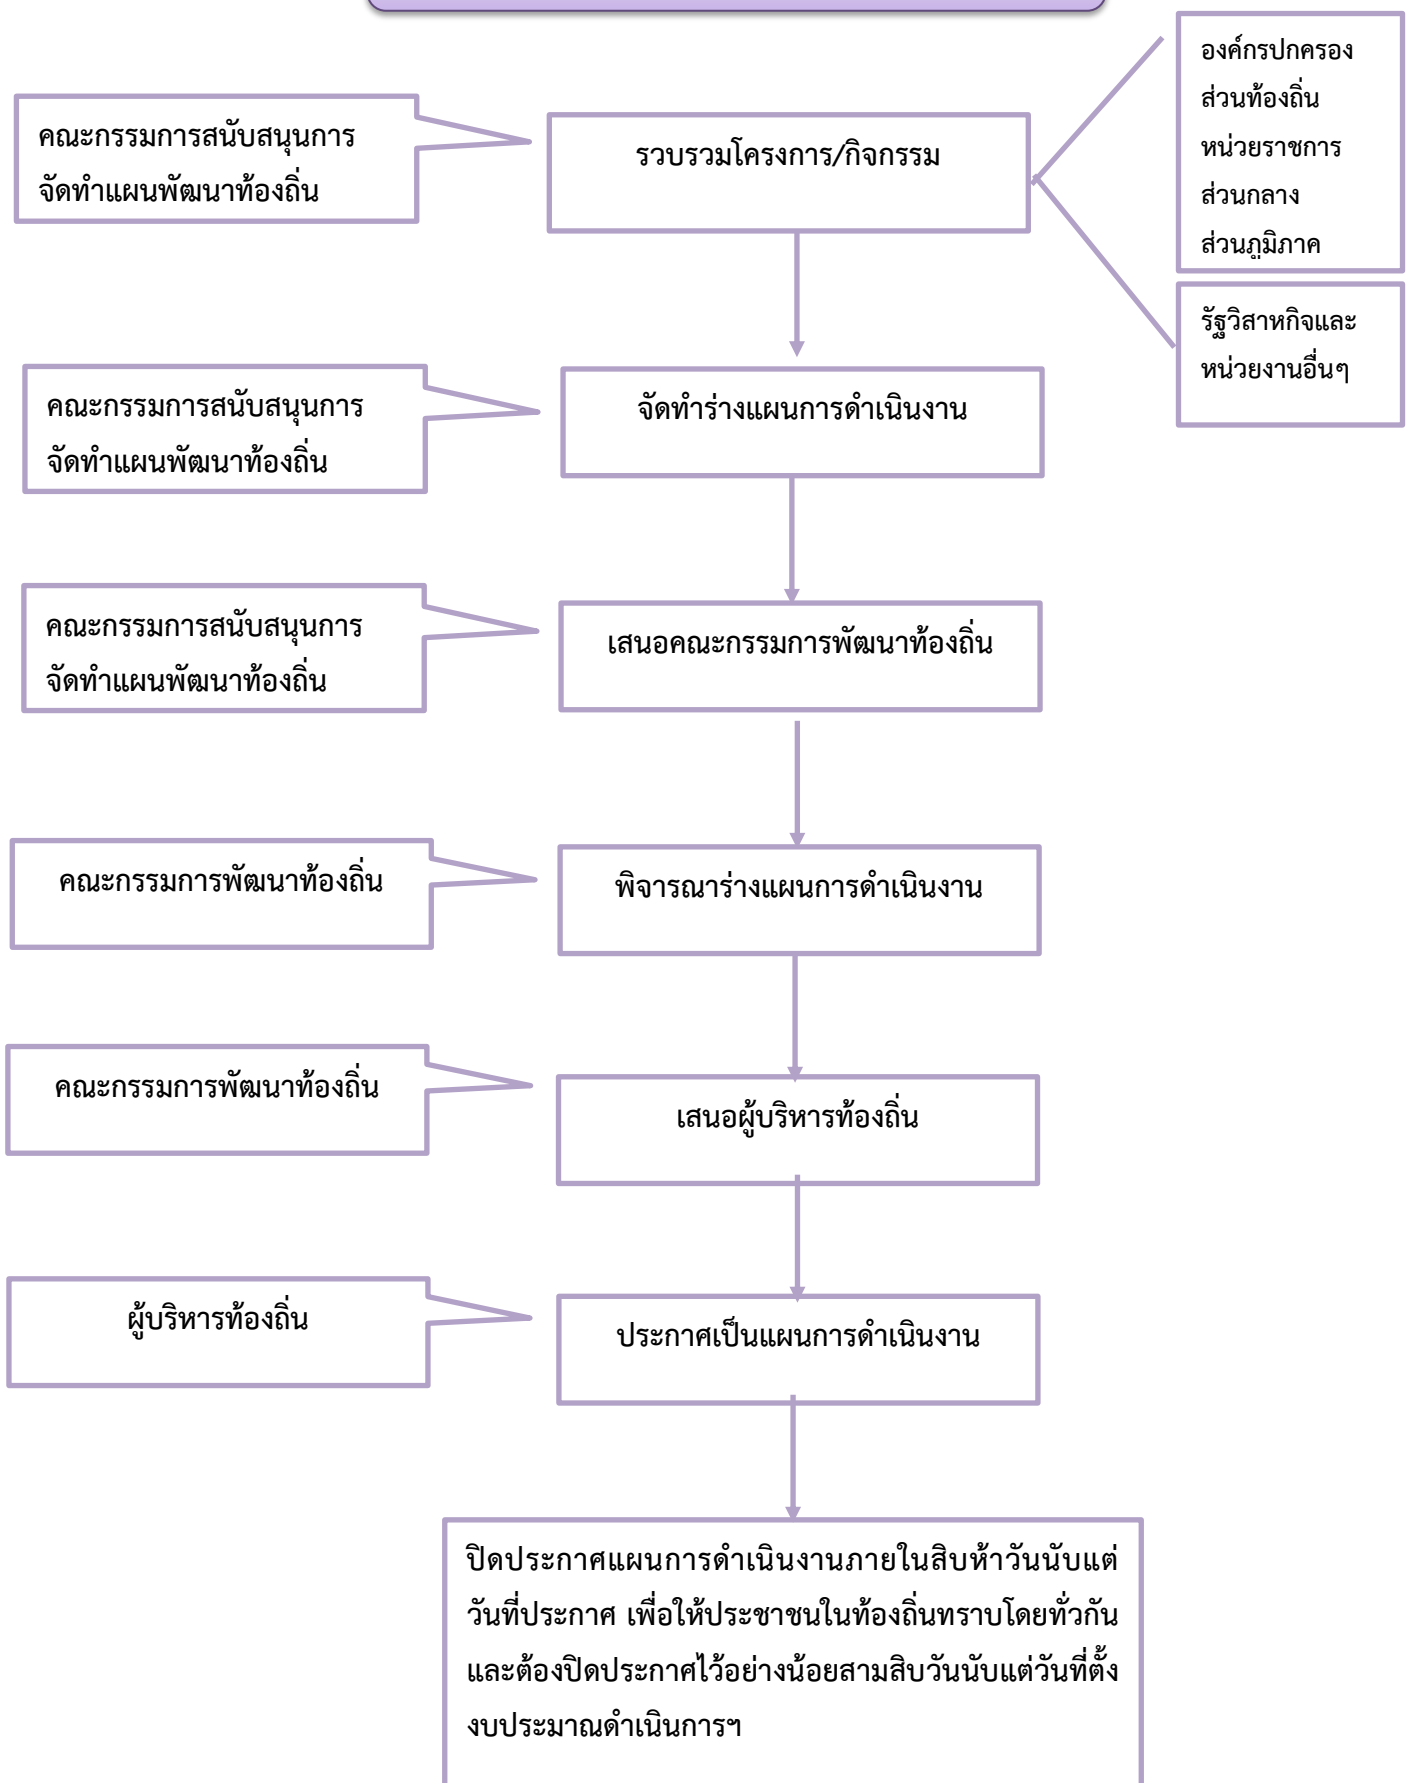 องค์กรปกครอง
ส่วนท้องถิ่น
หน่วยราชการ
ส่วนกลาง
ส่วนภูมิภาค
คณะกรรมการสนับสนุนการ
จัดทำแผนพัฒนาท้องถิ่น
รวบรวมโครงการ/กิจกรรม
รัฐวิสาหกิจและ
หน่วยงานอื่นๆ
คณะกรรมการสนับสนุนการ
จัดทำแผนพัฒนาท้องถิ่น
จัดทำร่างแผนการดำเนินงาน
คณะกรรมการสนับสนุนการ
จัดทำแผนพัฒนาท้องถิ่น
เสนอคณะกรรมการพัฒนาท้องถิ่น
คณะกรรมการพัฒนาท้องถิ่น
พิจารณาร่างแผนการดำเนินงาน
คณะกรรมการพัฒนาท้องถิ่น
เสนอผู้บริหารท้องถิ่น
ผู้บริหารท้องถิ่น
ประกาศเป็นแผนการดำเนินงาน
ปิดประกาศแผนการดำเนินงานภายในสิบห้าวันนับแต่
วันที่ประกาศ เพื่อให้ประชาชนในท้องถิ่นทราบโดยทั่วกัน
และต้องปิดประกาศไว้อย่างน้อยสามสิบวันนับแต่วันที่ตั้ง
งบประมาณดำเนินการฯ